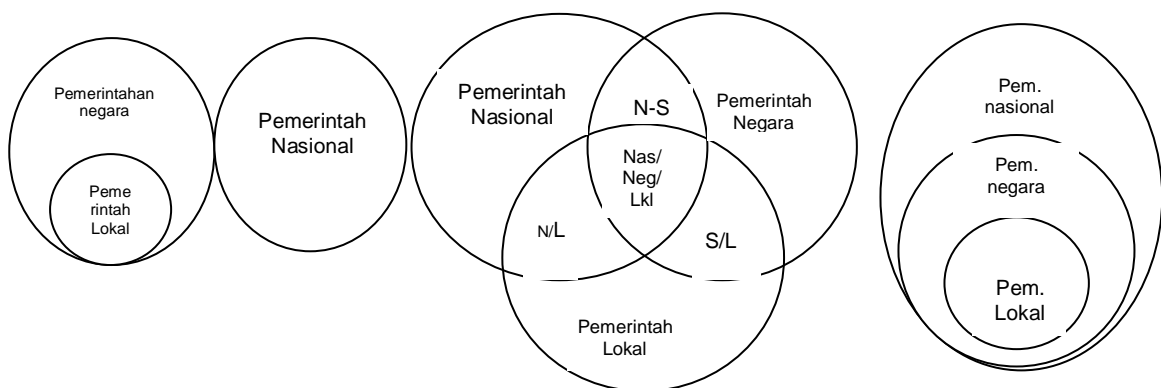 Pemerintahan
negara
Peme
rintah
Lokal
Pemerintah
Nasional
Pemerintah
Nasional
N-S
Pemerintah
Negara
Nas/
Neg/
Lkl
N/L
S/L
Pemerintah
Lokal
Pem.
nasional
Pem.
negara
Pem.
Lokal